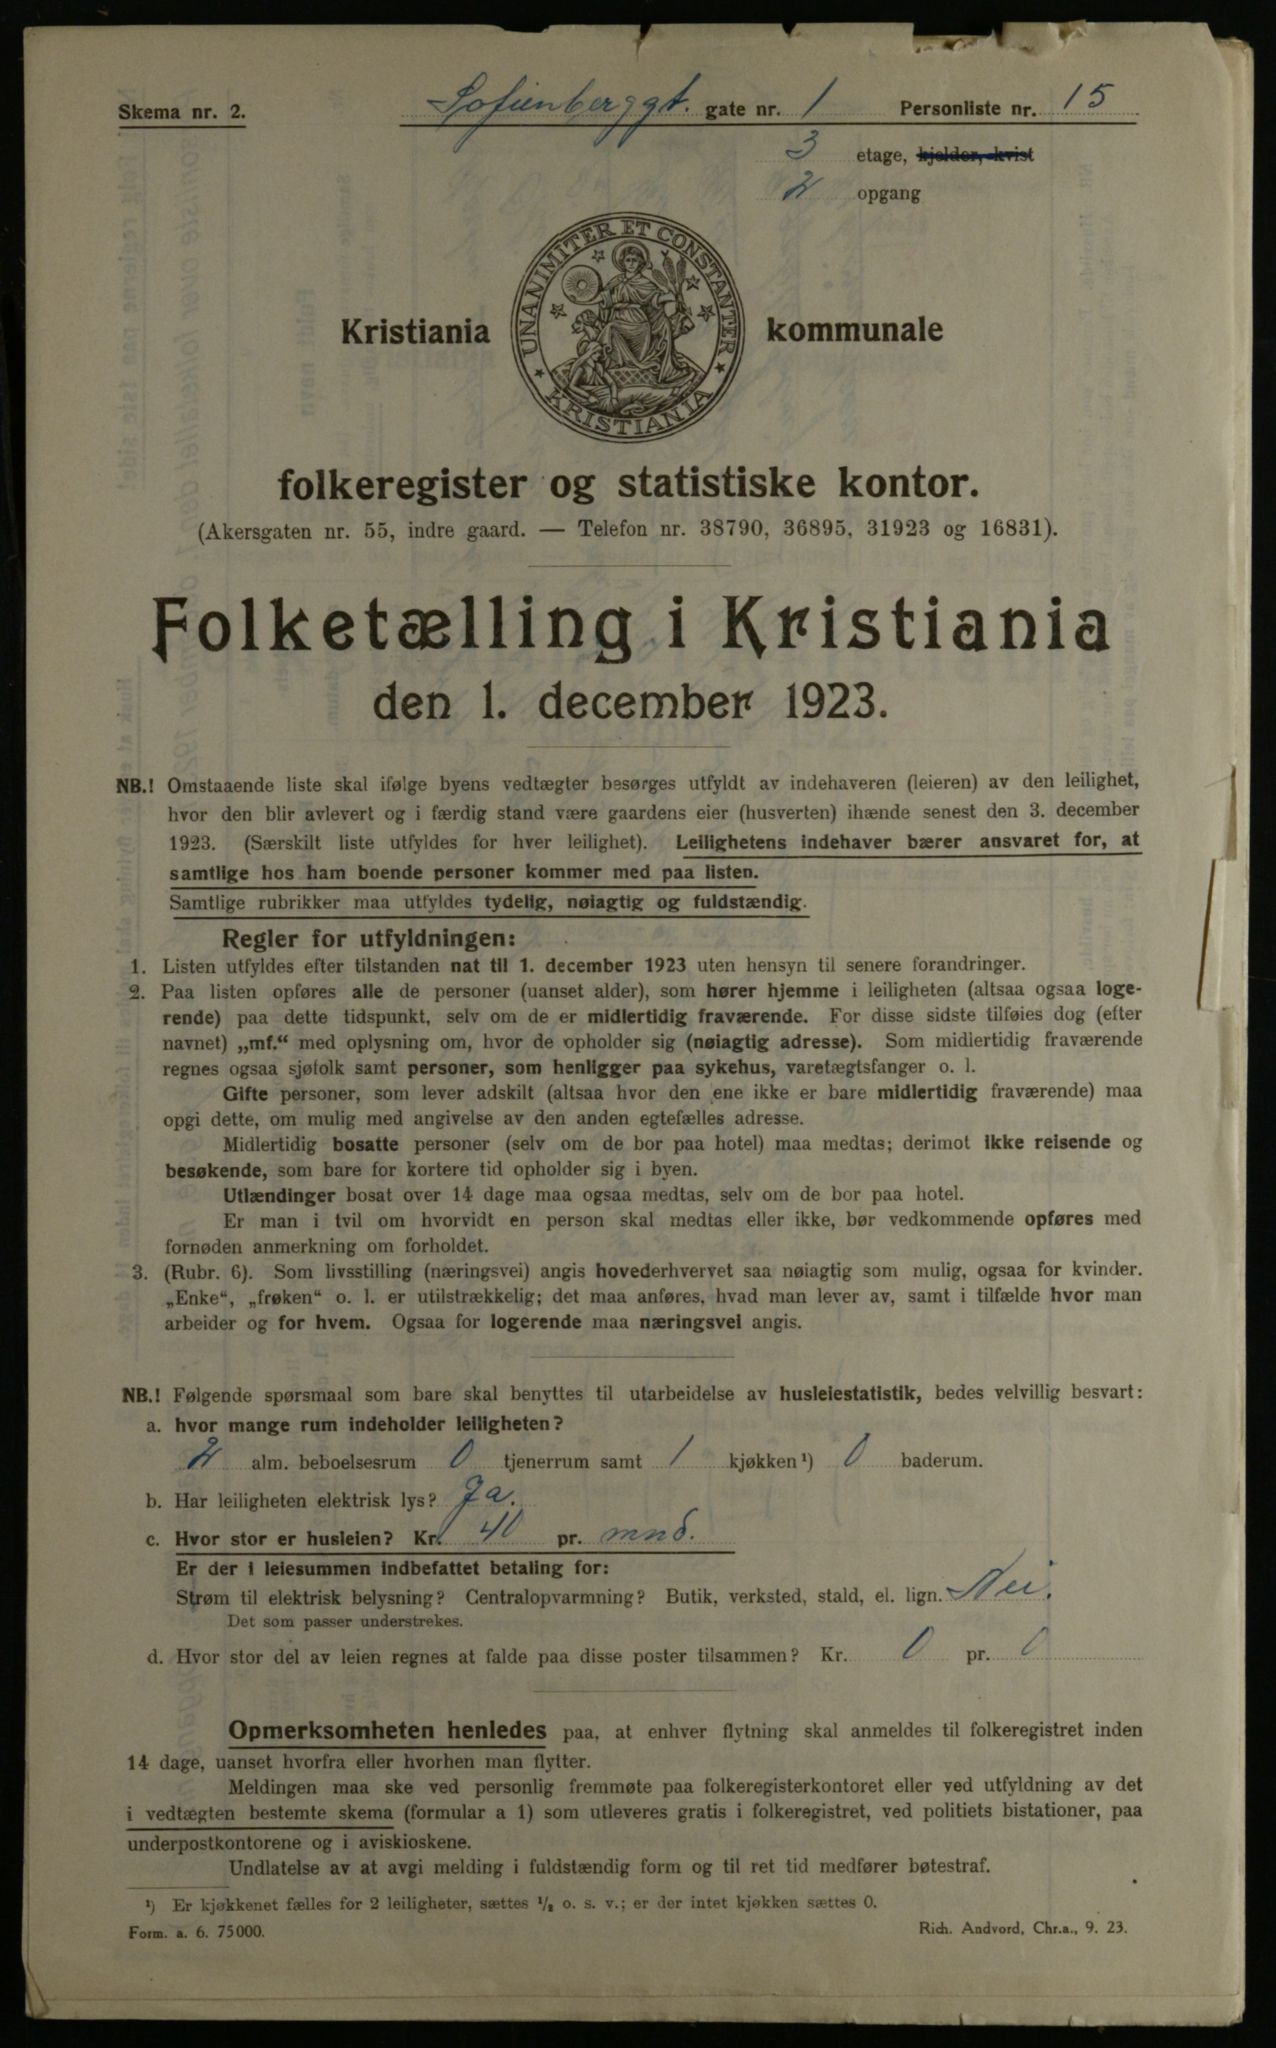 Skema nr. 2. Sofienberggt. gate nr. 1 Personliste nr. 15
3 etage, kjelder, kvist
2 opgang
UNANIMITER ET CONSTANTER
KRISTIANIA
Kristiania kommunale
folkeregister og statistiske kontor.
(Akersgaten nr. 55, indre gaard. — Telefon nr. 38790, 36895, 31923 og 16831).
Folketælling i Kristiania
den 1. december 1923.
NB.! Omstaaende liste skal ifølge byens vedtægter besørges utfyldt av indehaveren (leieren) av den leilighet,
hvor den blir avlevert og i færdig stand være gaardens eier (husverten) ihænde senest den 3. december
1923. (Særskilt liste utfyldes for hver leilighet). Leilighetens indehaver bærer ansvaret for, at
samtlige hos ham boende personer kommer med paa listen.
Samtlige rubrikker maa utfyldes tydelig, nøiagtig og fuldstændig.
Regler for utfyldningen:
1. Listen utfyldes efter tilstanden nat til 1. december 1923 uten hensyn til senere forandringer.
2. Paa listen opføres alle de personer (uanset alder), som hører hjemme i leiligheten (altsaa ogsaa loge-
rende) paa dette tidspunkt, selv om de er midlertidig fraværende. For disse sidste tilføies dog (efter
navnet) „mf.“ med oplysning om, hvor de opholder sig (nøiagtig adresse). Som midlertidig fraværende
regnes ogsaa sjøfolk samt personer, som henligger paa sykehus, varetægtsfanger o. l.
Gifte personer, som lever adskilt (altsaa hvor den ene ikke er bare midlertidig fraværende) maa
opgi dette, om mulig med angivelse av den anden egtefælles adresse.
Midlertidig bosatte personer (selv om de bor paa hotel) maa medtas; derimot ikke reisende og
besøkende, som bare for kortere tid opholder sig i byen.
Utlændinger bosat over 14 dage maa ogsaa medtas, selv om de bor paa hotel.
Er man i tvil om hvorvidt en person skal medtas eller ikke, bør vedkommende opføres med
fornøden anmerkning om forholdet.
3. (Rubr. 6). Som livsstilling (næringsvei) angis hovederhvervet saa nøiagtig som mulig, ogsaa for kvinder.
„Enke“, „frøken“ o. l. er utilstrækkelig; det maa anføres, hvad man lever av, samt i tilfælde hvor man
arbeider og for hvem. Ogsaa for logerende maa næringsvei angis.
NB.! Følgende spørsmaal som bare skal benyttes til utarbeidelse av husleiestatistik, bedes velvillig besvart:
a. hvor mange rum indeholder leiligheten?
2 alm. beboelsesrum 0 tjenerrum samt 1 kjøkken¹) 0 baderum.
b. Har leiligheten elektrisk lys? Ja.
c. Hvor stor er husleien? Kr. 40 pr. mnd.
Er der i leiesummen indbefattet betaling for:
Strøm til elektrisk belysning? Centralopvarmning? Butik, verksted, stald, el. lign. Nei.
Det som passer understrekes.
d. Hvor stor del av leien regnes at falde paa disse poster tilsammen? Kr. 0 pr. 0
Opmerksomheten henledes paa, at enhver flytning skal anmeldes til folkeregistret inden
14 dage, uanset hvorfra eller hvorhen man flytter.
Meldingen maa ske ved personlig fremmøte paa folkeregisterkontoret eller ved utfyldning av det
i vedtægten bestemte skema (formular a 1) som utleveres gratis i folkeregistret, ved politiets bistationer, paa
underpostkontorene og i aviskioskene.
Undlatelse av at avgi melding i fuldstændig form og til ret tid medfører bøtestraf.
¹) Er kjøkkenet fælles for 2 leiligheter, sættes ½ o. s. v.; er der intet kjøkken sættes 0.
Form. a. 6. 75000. Rich. Andvord, Chr.a., 9. 23.